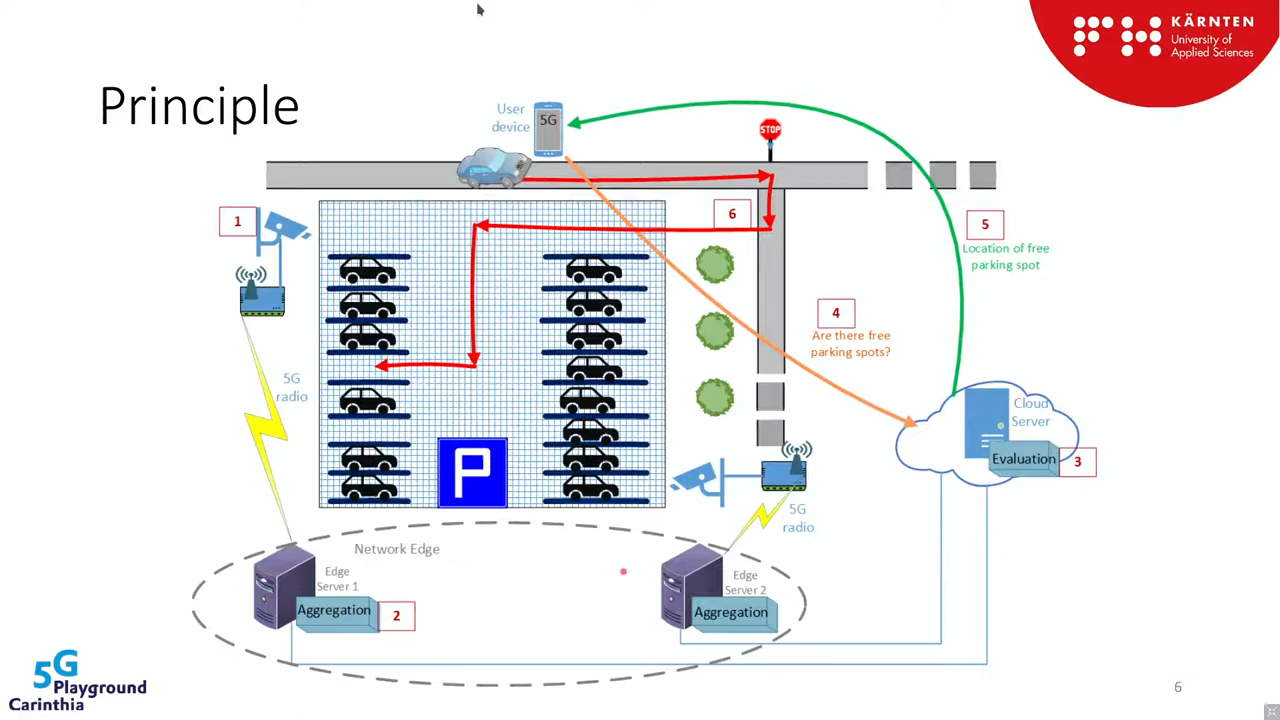 KÄRNTEN
University of
Applied Sciences
Principle
User
device
5G
STOP
1
6
5
Location of free
parking spot
4
Are there free
parking spots?
5G
radio
Cloud
Server
Evaluation
3
P
5G
radio
Network Edge
Edge
Server 1
Aggregation
2
Edge
Server 2
Aggregation
5G
Playground
Carinthia
6